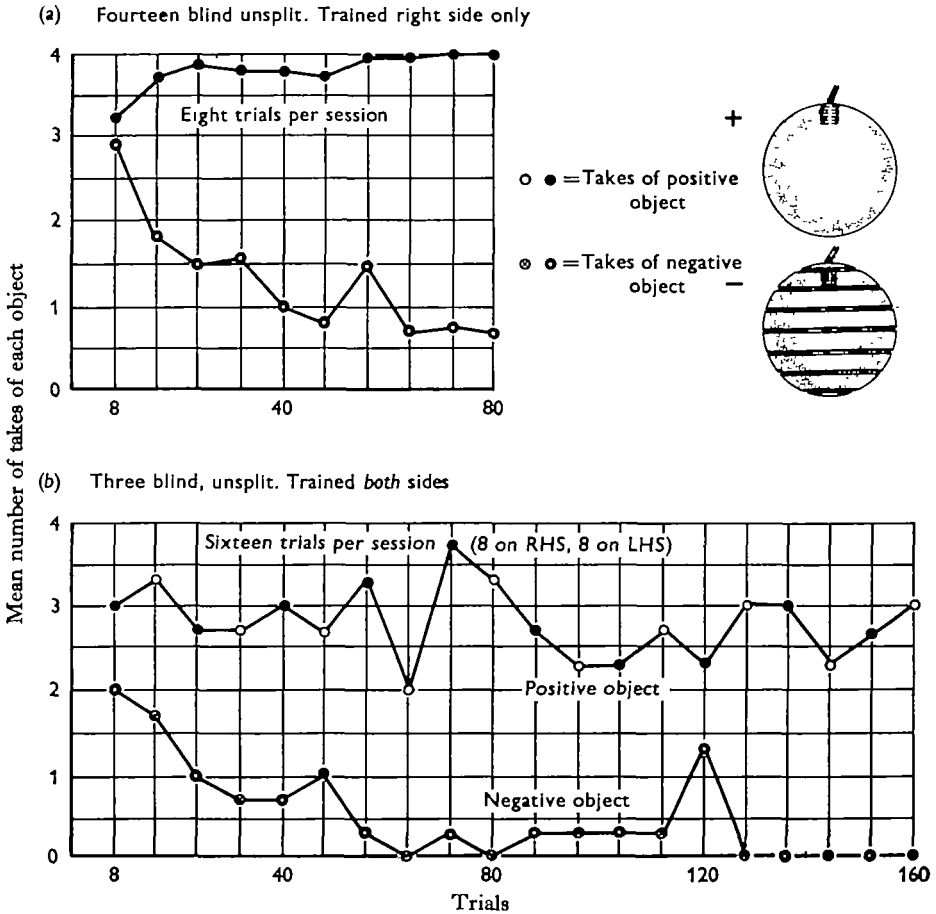 (a) Fourteen blind unsplit. Trained right side only
4
3
2
1
0
Eight trials per session
8 40 80
+
○ ● =Takes of positive
object
⊗ ○ =Takes of negative
object
−
Mean number of takes of each object
(b) Three blind, unsplit. Trained both sides
4
3
2
1
0
Sixteen trials per session (8 on RHS, 8 on LHS)
Positive object
Negative object
8 40 80 120 160
Trials